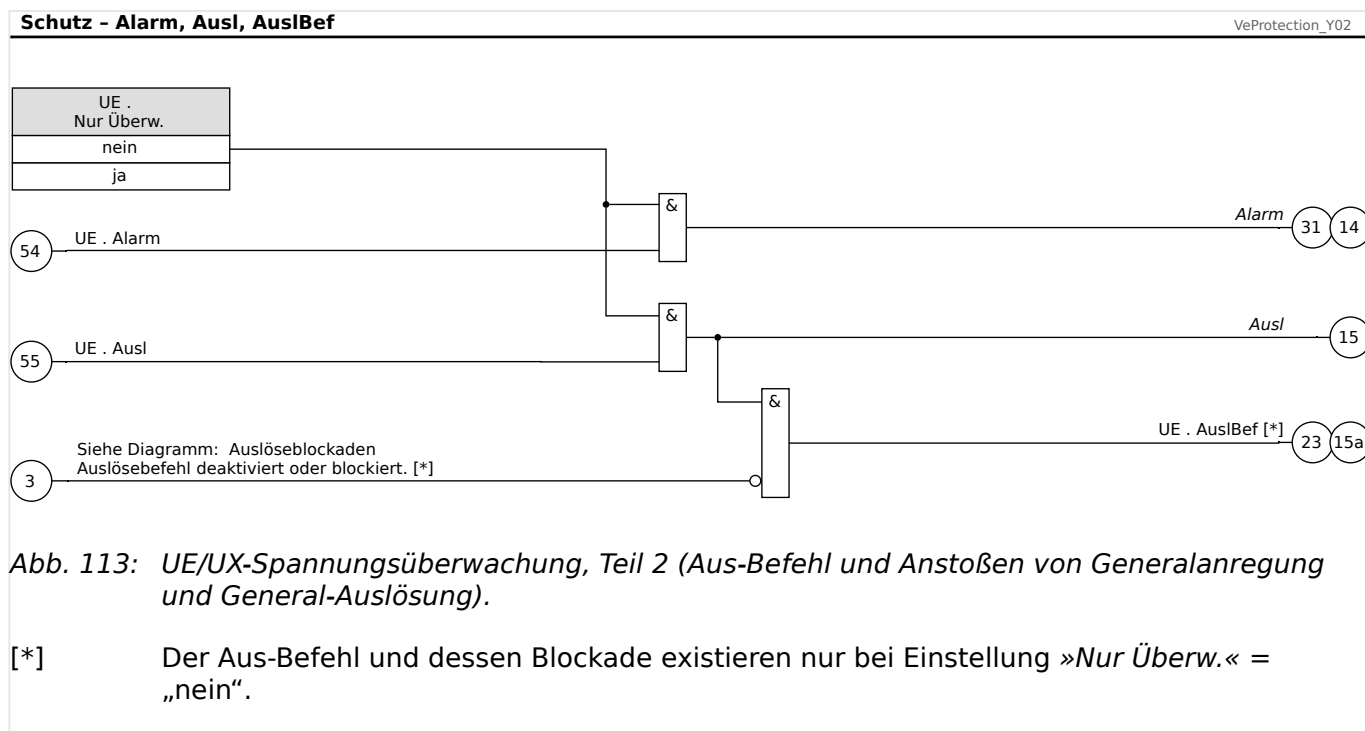 Schutz – Alarm, Ausl, AuslBef
VeProtection_Y02
UE .
Nur Überw.
nein
ja
&
Alarm
31
14
54
UE . Alarm
&
Ausl
15
55
UE . Ausl
&
UE . AuslBef [*]
23
15a
Siehe Diagramm: Auslöseblockaden
Auslösebefehl deaktiviert oder blockiert. [*]
3
Abb. 113: UE/UX-Spannungsüberwachung, Teil 2 (Aus-Befehl und Anstoßen von Generalanregung
und General-Auslösung).
[*] Der Aus-Befehl und dessen Blockade existieren nur bei Einstellung »Nur Überw.« =
„nein“.